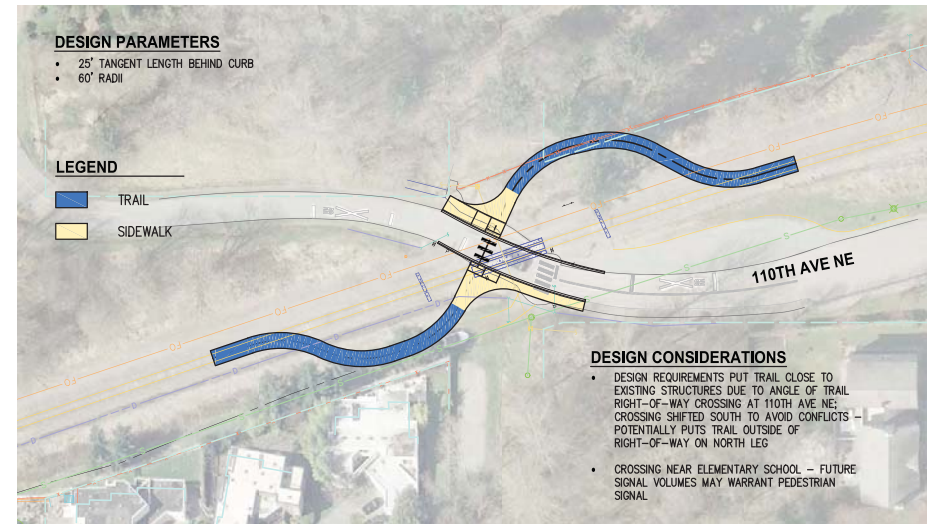 DESIGN PARAMETERS
• 25' TANGENT LENGTH BEHIND CURB
• 60' RADII
LEGEND
TRAIL
SIDEWALK
110TH AVE NE
DESIGN CONSIDERATIONS
• DESIGN REQUIREMENTS PUT TRAIL CLOSE TO
EXISTING STRUCTURES DUE TO ANGLE OF TRAIL
RIGHT-OF-WAY CROSSING AT 110TH AVE NE;
CROSSING SHIFTED SOUTH TO AVOID CONFLICTS –
POTENTIALLY PUTS TRAIL OUTSIDE OF
RIGHT-OF-WAY ON NORTH LEG
• CROSSING NEAR ELEMENTARY SCHOOL – FUTURE
SIGNAL VOLUMES MAY WARRANT PEDESTRIAN
SIGNAL